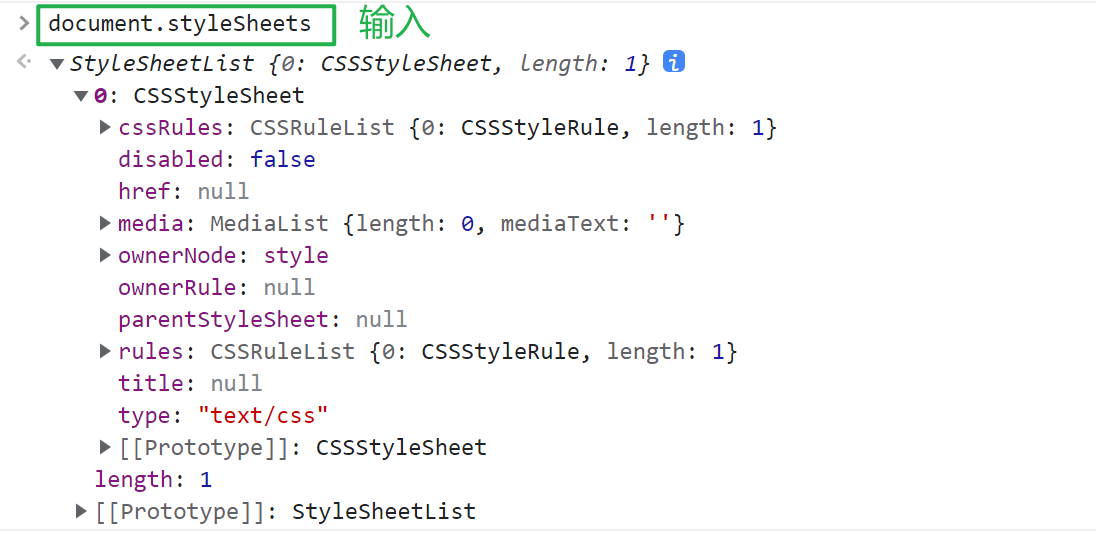 document.styleSheets 输入
StyleSheetList {0: CSSStyleSheet, length: 1} i
0: CSSStyleSheet
cssRules: CSSRuleList {0: CSSStyleRule, length: 1}
disabled: false
href: null
media: MediaList {length: 0, mediaText: ''}
ownerNode: style
ownerRule: null
parentStyleSheet: null
rules: CSSRuleList {0: CSSStyleRule, length: 1}
title: null
type: "text/css"
[[Prototype]]: CSSStyleSheet
length: 1
[[Prototype]]: StyleSheetList